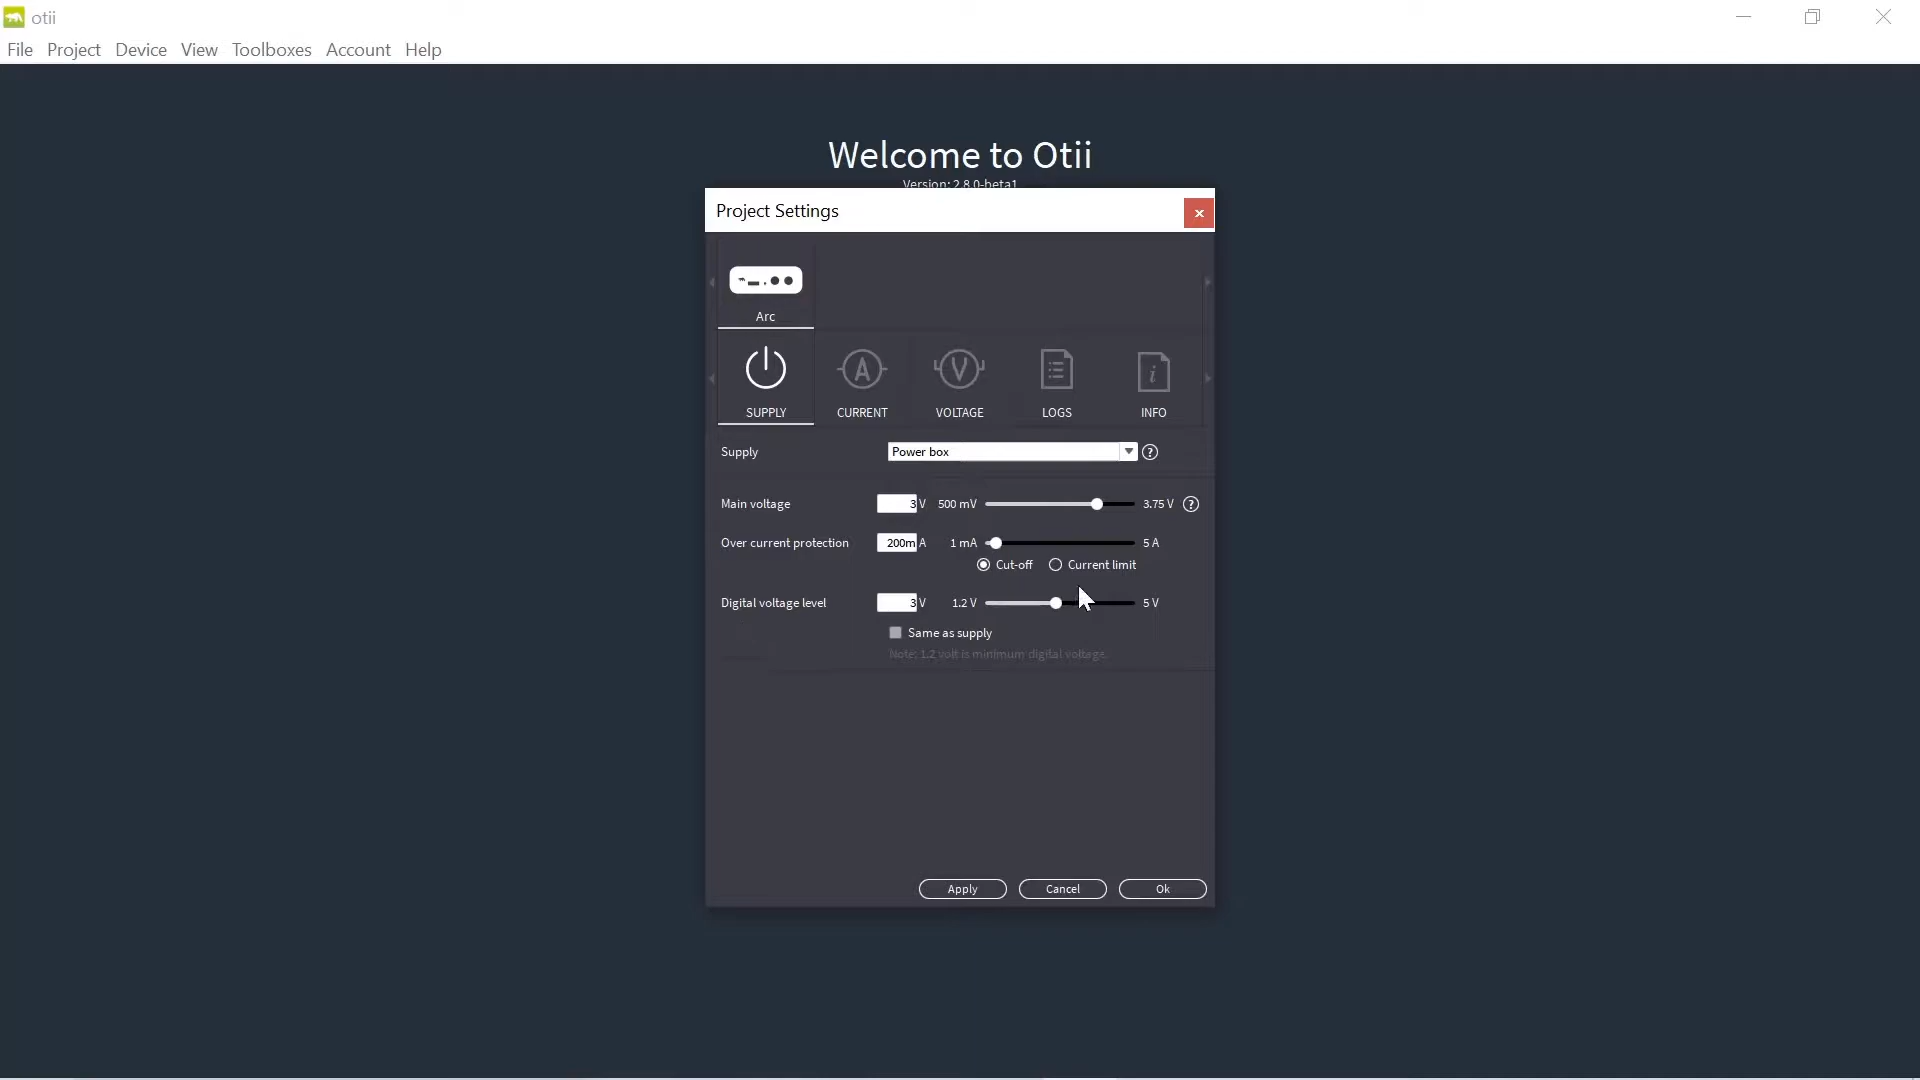 otii
File Project Device View Toolboxes Account Help
Welcome to Otii
Version: 2.8.0-beta1
Project Settings
Arc
SUPPLY CURRENT VOLTAGE LOGS INFO
Supply Power box
Main voltage 3 V 500 mV 3.75 V
Over current protection 200m A 1 mA 5 A
Cut-off Current limit
Digital voltage level 3 V 1.2 V 5 V
Same as supply
Note: 1.2 volt is minimum digital voltage.
Apply Cancel Ok